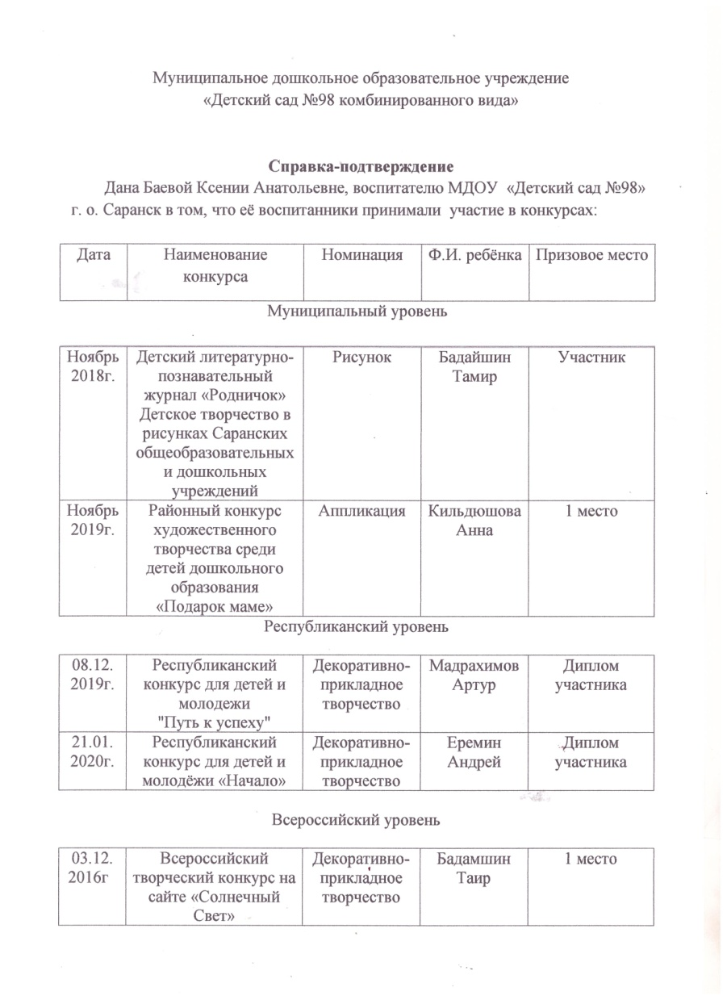 Муниципальное дошкольное образовательное учреждение
«Детский сад №98 комбинированного вида»
Справка-подтверждение
Дана Баевой Ксении Анатольевне, воспитателю МДОУ «Детский сад №98»
г. о. Саранск в том, что её воспитанники принимали участие в конкурсах:
Дата Наименование конкурса Номинация Ф.И. ребёнка Призовое место
Муниципальный уровень
Ноябрь 2018г.
Детский литературно-
познавательный
журнал «Родничок»
Детское творчество в
рисунках Саранских
общеобразовательных
и дошкольных
учреждений
Рисунок
Бадайшин
Тамир
Участник
Ноябрь
2019г.
Районный конкурс
художественного
творчества среди
детей дошкольного
образования
«Подарок маме»
Аппликация
Кильдюшова
Анна
1 место
Республиканский уровень
08.12.
2019г.
Республиканский
конкурс для детей и
молодежи
"Путь к успеху"
Декоративно-
прикладное
творчество
Мадрахимов
Артур
Диплом
участника
21.01.
2020г.
Республиканский
конкурс для детей и
молодёжи «Начало»
Декоративно-
прикладное
творчество
Еремин
Андрей
Диплом
участника
Всероссийский уровень
03.12.
2016г
Всероссийский
творческий конкурс на
сайте «Солнечный
Свет»
Декоративно-
прикладное
творчество
Бадамшин
Таир
1 место